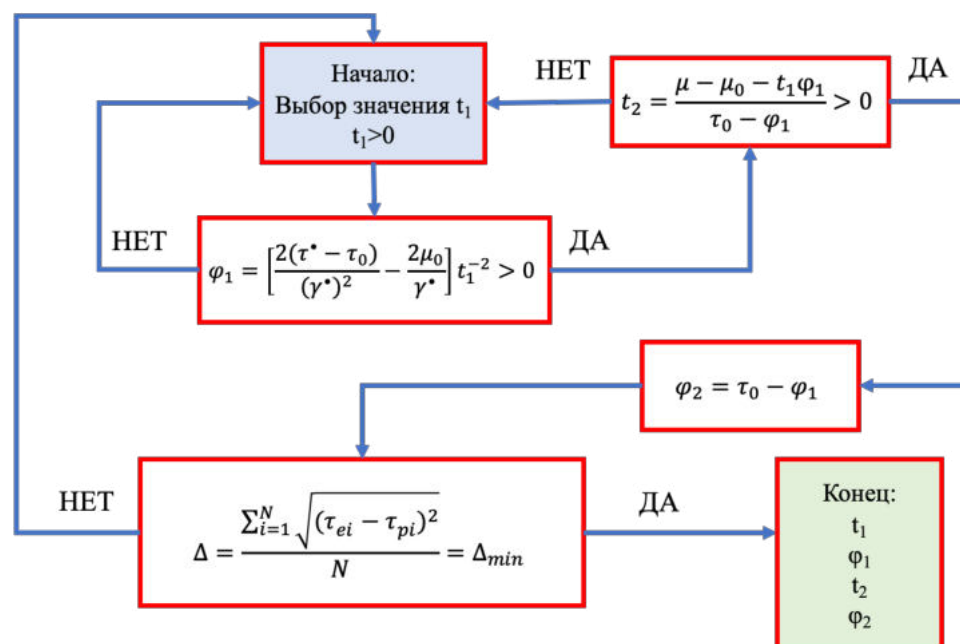 Начало:
Выбор значения t₁
t₁>0
НЕТ
t₂ = (μ − μ₀ − t₁φ₁)/(τ₀ − φ₁) > 0
ДА
НЕТ
φ₁ = [2(τ* − τ₀)/(γ*)² − 2μ₀/γ*] t₁⁻² > 0
ДА
φ₂ = τ₀ − φ₁
НЕТ
Δ = ∑ᵢ₌₁ᴺ √(τₑᵢ − τₚᵢ)² / N = Δₘᵢₙ
ДА
Конец:
t₁
φ₁
t₂
φ₂